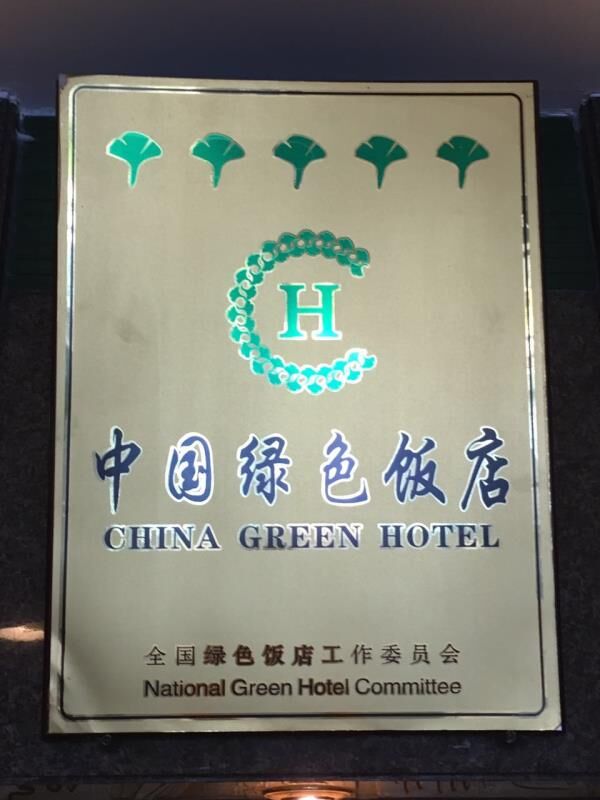 H
中国绿色饭店
CHINA GREEN HOTEL
全国绿色饭店工作委员会
National Green Hotel Committee